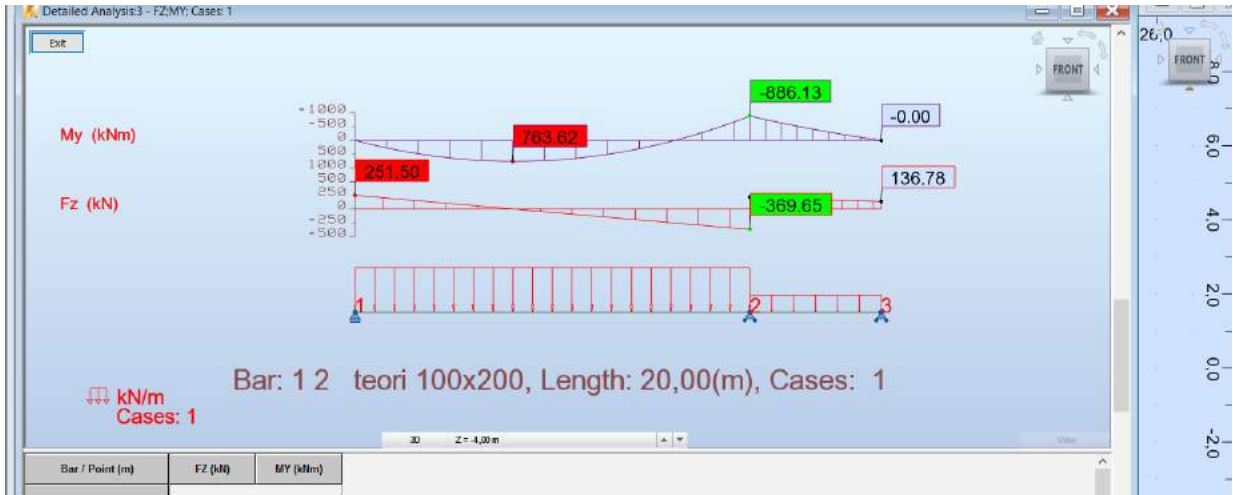 Detailed Analysis:3 - FZ;MY; Cases: 1
Exit
FRONT
26,0
FRONT
8,0
-886.13
-1000
-500
0
500
1000
My (kNm)
763.62
-0.00
6,0
251.50
500
250
0
-250
-500
Fz (kN)
-369.65
136.78
4,0
1
2
3
2,0
Bar: 1 2 teori 100x200, Length: 20,00(m), Cases: 1
0,0
kN/m
Cases: 1
3D Z = -4,00 m
View
-2,0
Bar / Point (m) FZ (kN) MY (kNm)